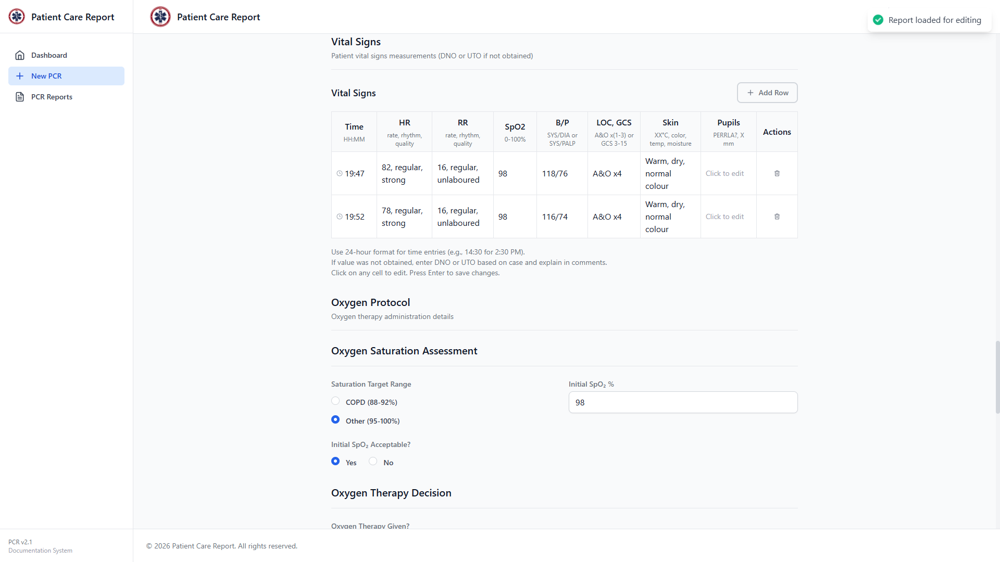 Patient Care Report
Patient Care Report
Report loaded for editing
Dashboard
New PCR
PCR Reports
Vital Signs
Patient vital signs measurements (DNO or UTO if not obtained)
Vital Signs
Add Row
Time
HH:MM
HR
rate, rhythm,
quality
RR
rate, rhythm,
quality
SpO2
0-100%
B/P
SYS/DIA or
SYS/PALP
LOC, GCS
A&O x(1-3) or
GCS 3-15
Skin
XX°C, color,
temp, moisture
Pupils
PERRLA?, X
mm
Actions
19:47
82, regular,
strong
16, regular,
unlaboured
98
118/76
A&O x4
Warm, dry,
normal
colour
Click to edit
19:52
78, regular,
strong
16, regular,
unlaboured
98
116/74
A&O x4
Warm, dry,
normal
colour
Click to edit
Use 24-hour format for time entries (e.g., 14:30 for 2:30 PM).
If value was not obtained, enter DNO or UTO based on case and explain in comments.
Click on any cell to edit. Press Enter to save changes.
Oxygen Protocol
Oxygen therapy administration details
Oxygen Saturation Assessment
Saturation Target Range
COPD (88-92%)
Other (95-100%)
Initial SpO₂ %
98
Initial SpO₂ Acceptable?
Yes
No
Oxygen Therapy Decision
Oxygen Therapy Given?
PCR v2.1
Documentation System
© 2026 Patient Care Report. All rights reserved.